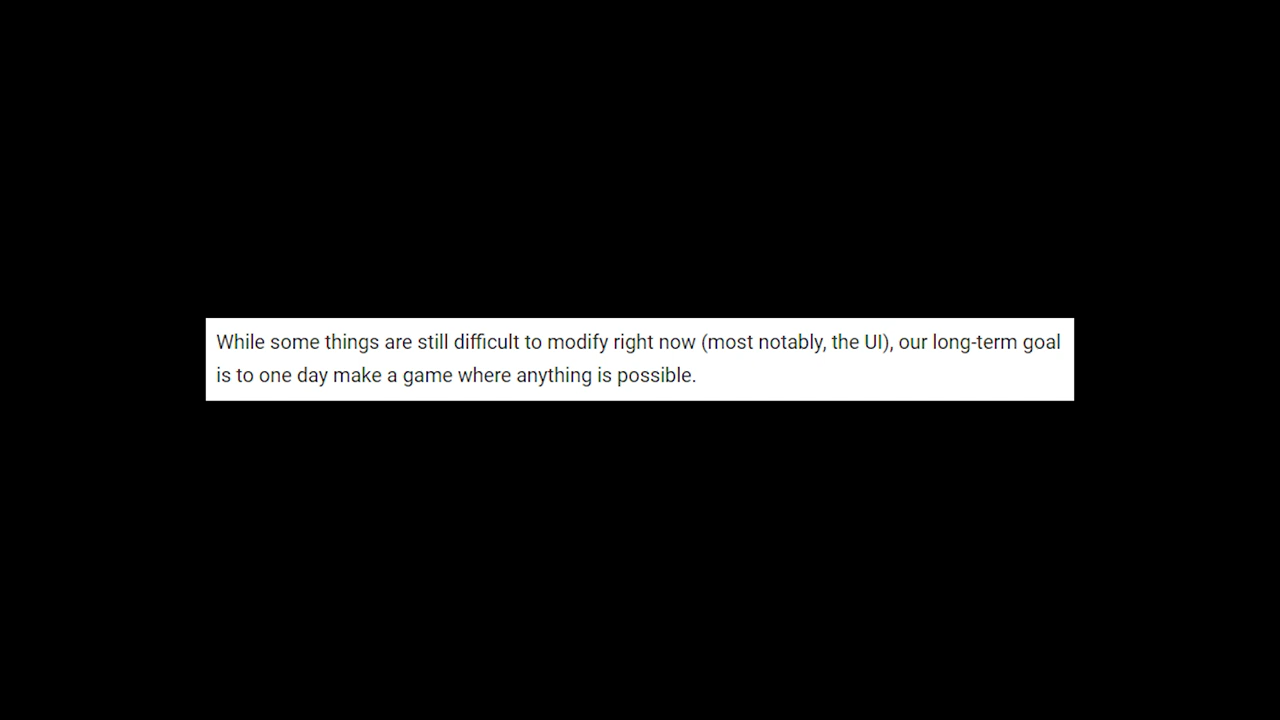 While some things are still difficult to modify right now (most notably, the UI), our long-term goal
is to one day make a game where anything is possible.